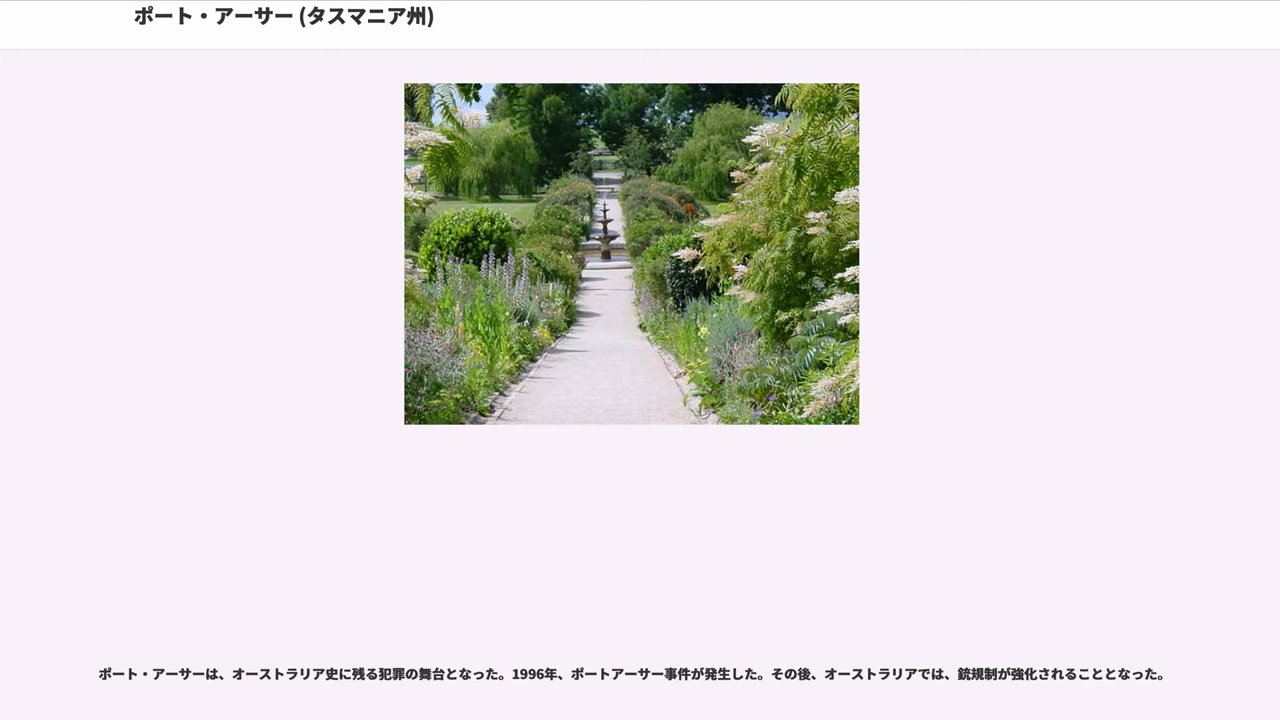 ポート・アーサー (タスマニア州)
ポート・アーサーは、オーストラリア史に残る犯罪の舞台となった。1996年、ポートアーサー事件が発生した。その後、オーストラリアでは、銃規制が強化されることとなった。